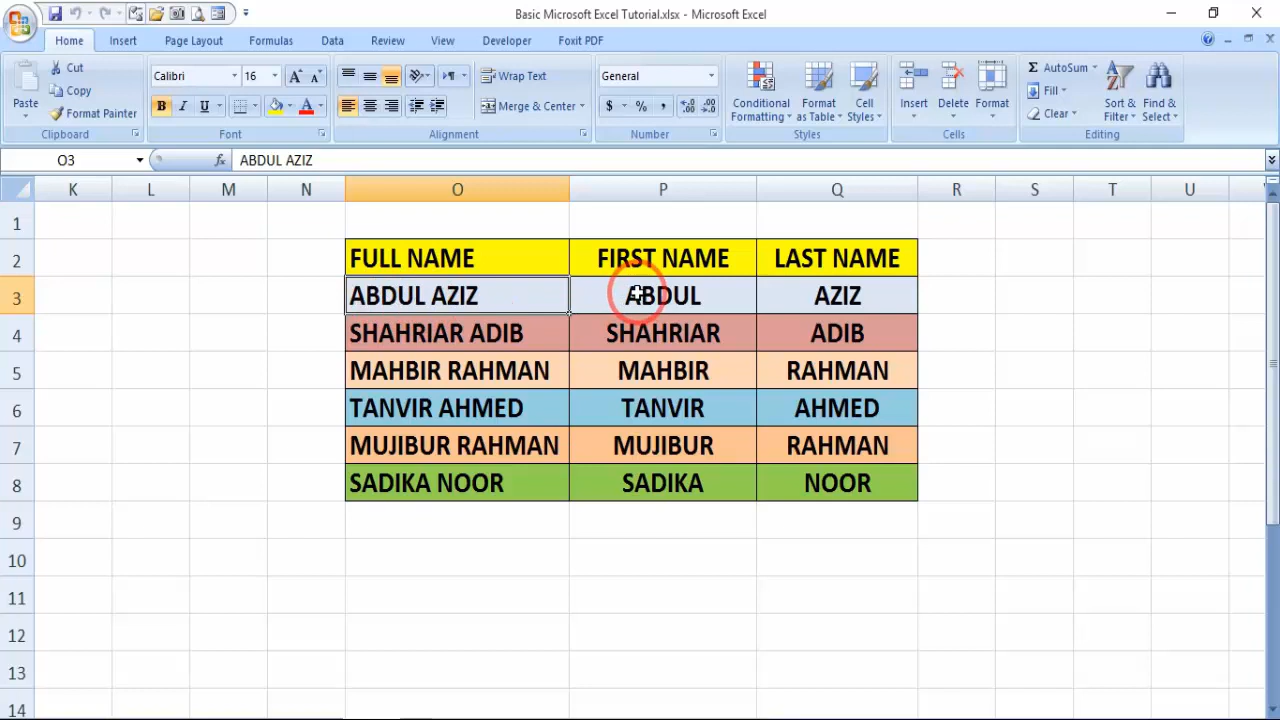 Basic Microsoft Excel Tutorial.xlsx - Microsoft Excel
Home Insert Page Layout Formulas Data Review View Developer Foxit PDF
Paste Cut Copy Format Painter
Calibri 16
B I U
Wrap Text
Merge & Center
General
$ % ,
Conditional Formatting Format as Table Cell Styles
Insert Delete Format
Σ AutoSum Fill Clear
Sort & Filter Find & Select
Clipboard Font Alignment Number Styles Cells Editing
O3 fx ABDUL AZIZ
K L M N O P Q R S T U
1
2 FULL NAME FIRST NAME LAST NAME
3 ABDUL AZIZ ABDUL AZIZ
4 SHAHRIAR ADIB SHAHRIAR ADIB
5 MAHBIR RAHMAN MAHBIR RAHMAN
6 TANVIR AHMED TANVIR AHMED
7 MUJIBUR RAHMAN MUJIBUR RAHMAN
8 SADIKA NOOR SADIKA NOOR
9
10
11
12
13
14